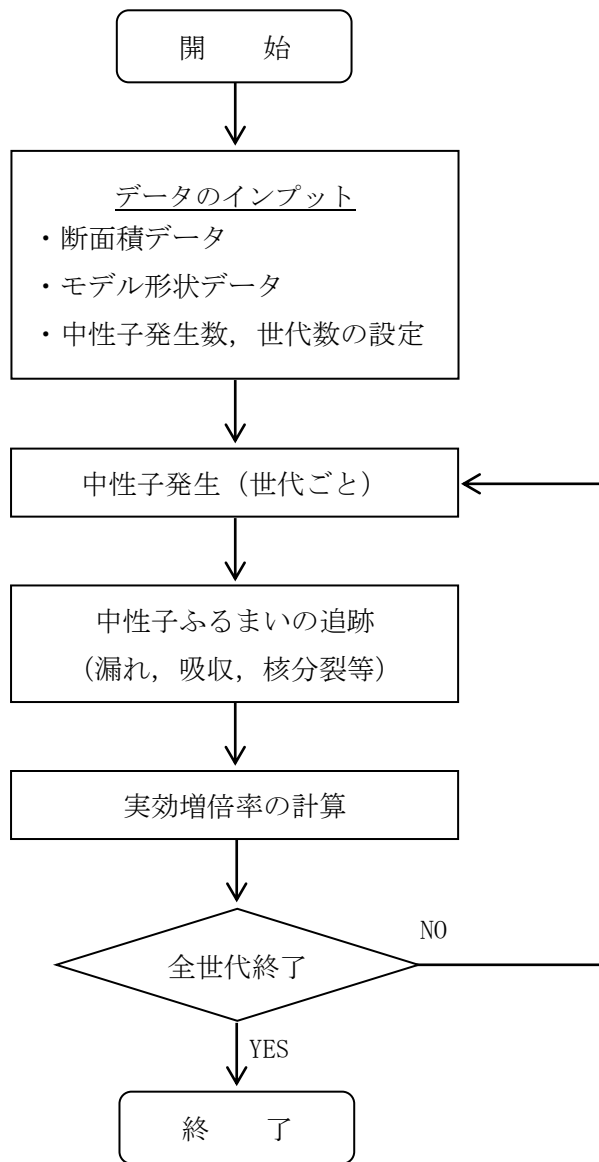 開　　始
データのインプット
・断面積データ
・モデル形状データ
・中性子発生数，世代数の設定
中性子発生（世代ごと）
中性子ふるまいの追跡
（漏れ，吸収，核分裂等）
実効増倍率の計算
全世代終了
NO
YES
終　　了